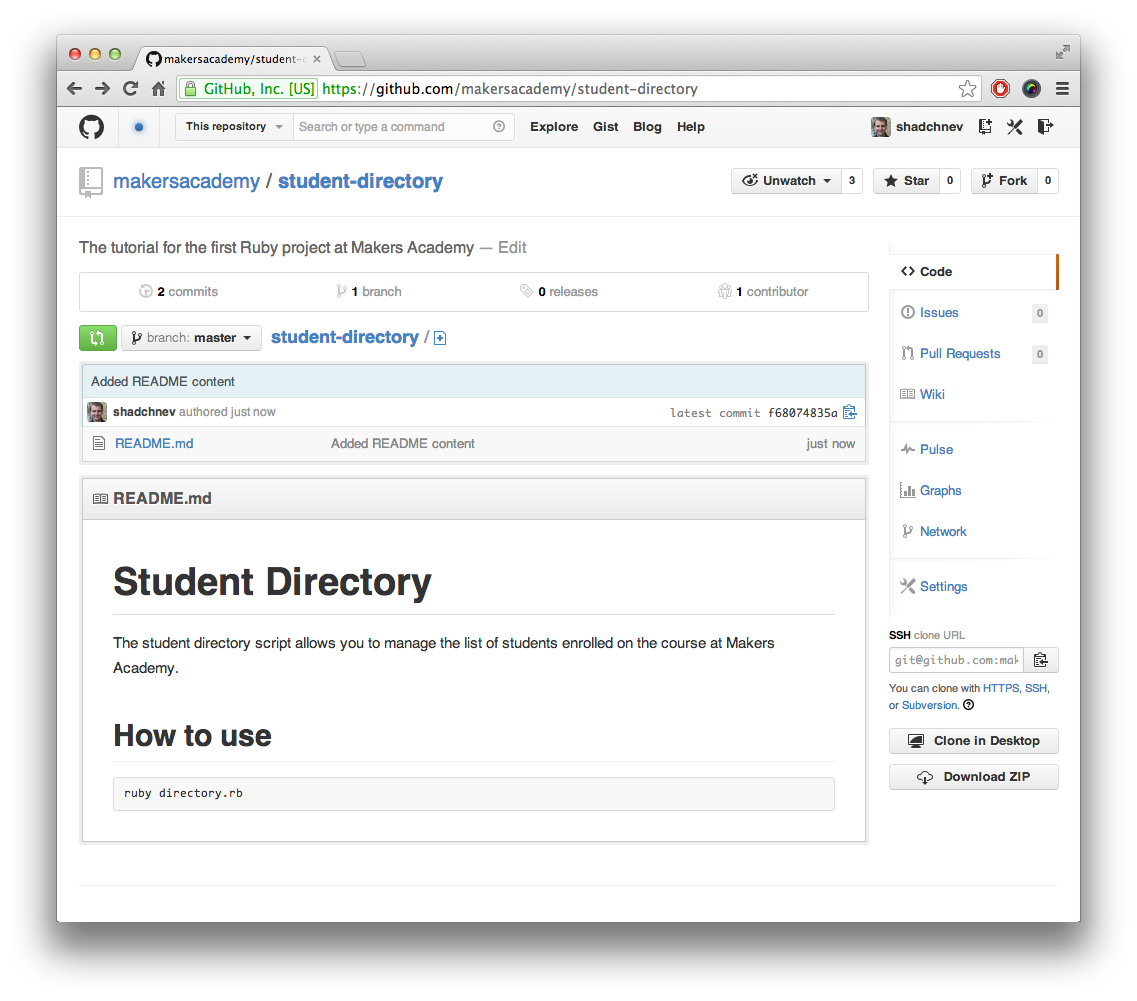 makersacademy/student-
GitHub, Inc. [US] https://github.com/makersacademy/student-directory
This repository Search or type a command Explore Gist Blog Help shadchnev
makersacademy / student-directory
Unwatch 3 Star 0 Fork 0
The tutorial for the first Ruby project at Makers Academy — Edit
2 commits 1 branch 0 releases 1 contributor
branch: master student-directory /
Added README content
shadchnev authored just now latest commit f68074835a
README.md Added README content just now
README.md
Student Directory
The student directory script allows you to manage the list of students enrolled on the course at Makers
Academy.
How to use
ruby directory.rb
Code
Issues 0
Pull Requests 0
Wiki
Pulse
Graphs
Network
Settings
SSH clone URL
git@github.com:mak
You can clone with HTTPS, SSH,
or Subversion.
Clone in Desktop
Download ZIP